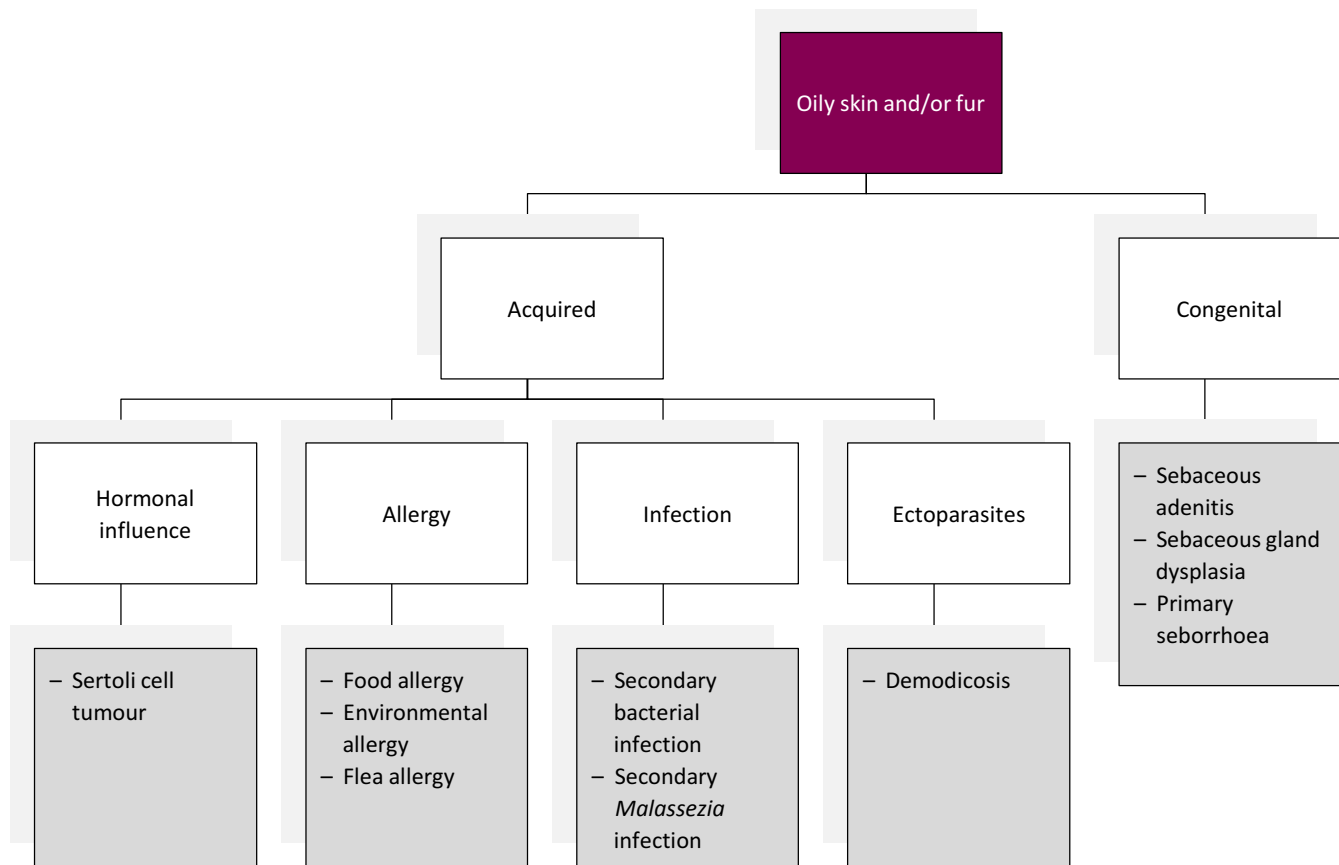 Oily skin and/or fur
Acquired
Congenital
Hormonal
influence
Allergy
Infection
Ectoparasites
– Sebaceous
adenitis
– Sebaceous gland
dysplasia
– Primary
seborrhoea
– Sertoli cell
tumour
– Food allergy
– Environmental
allergy
– Flea allergy
– Secondary
bacterial
infection
– Secondary
Malassezia
infection
– Demodicosis